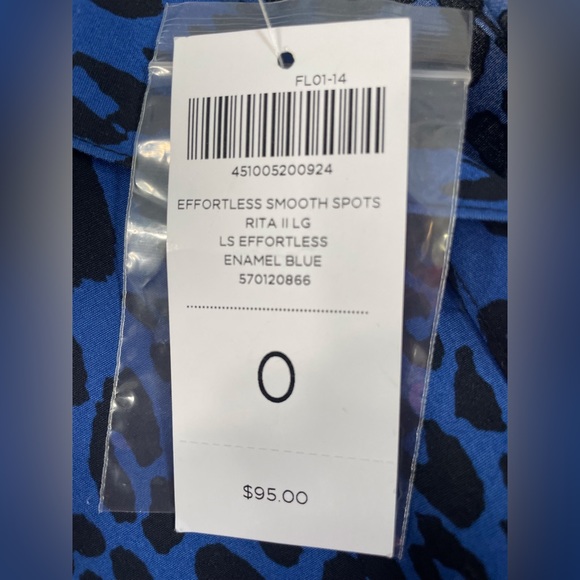 FL01-14
451005200924
EFFORTLESS SMOOTH SPOTS
RITA II LG
LS EFFORTLESS
ENAMEL BLUE
570120866
0
$95.00